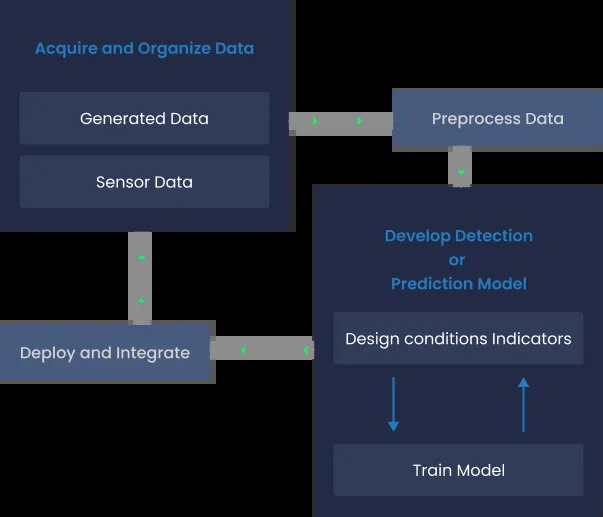 Acquire and Organize Data
Generated Data
Sensor Data
Preprocess Data
Develop Detection
or
Prediction Model
Design conditions Indicators
Train Model
Deploy and Integrate